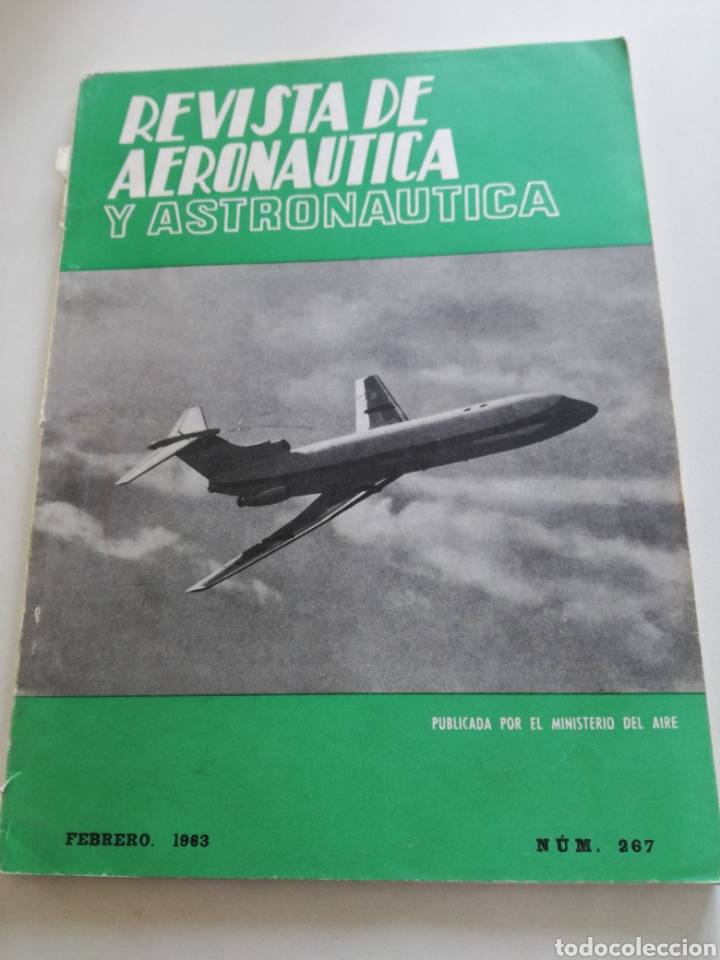 REVISTA DE
AERONAUTICA
Y ASTRONAUTICA
PUBLICADA POR EL MINISTERIO DEL AIRE
FEBRERO. 1963
NÚM. 267
todocoleccion